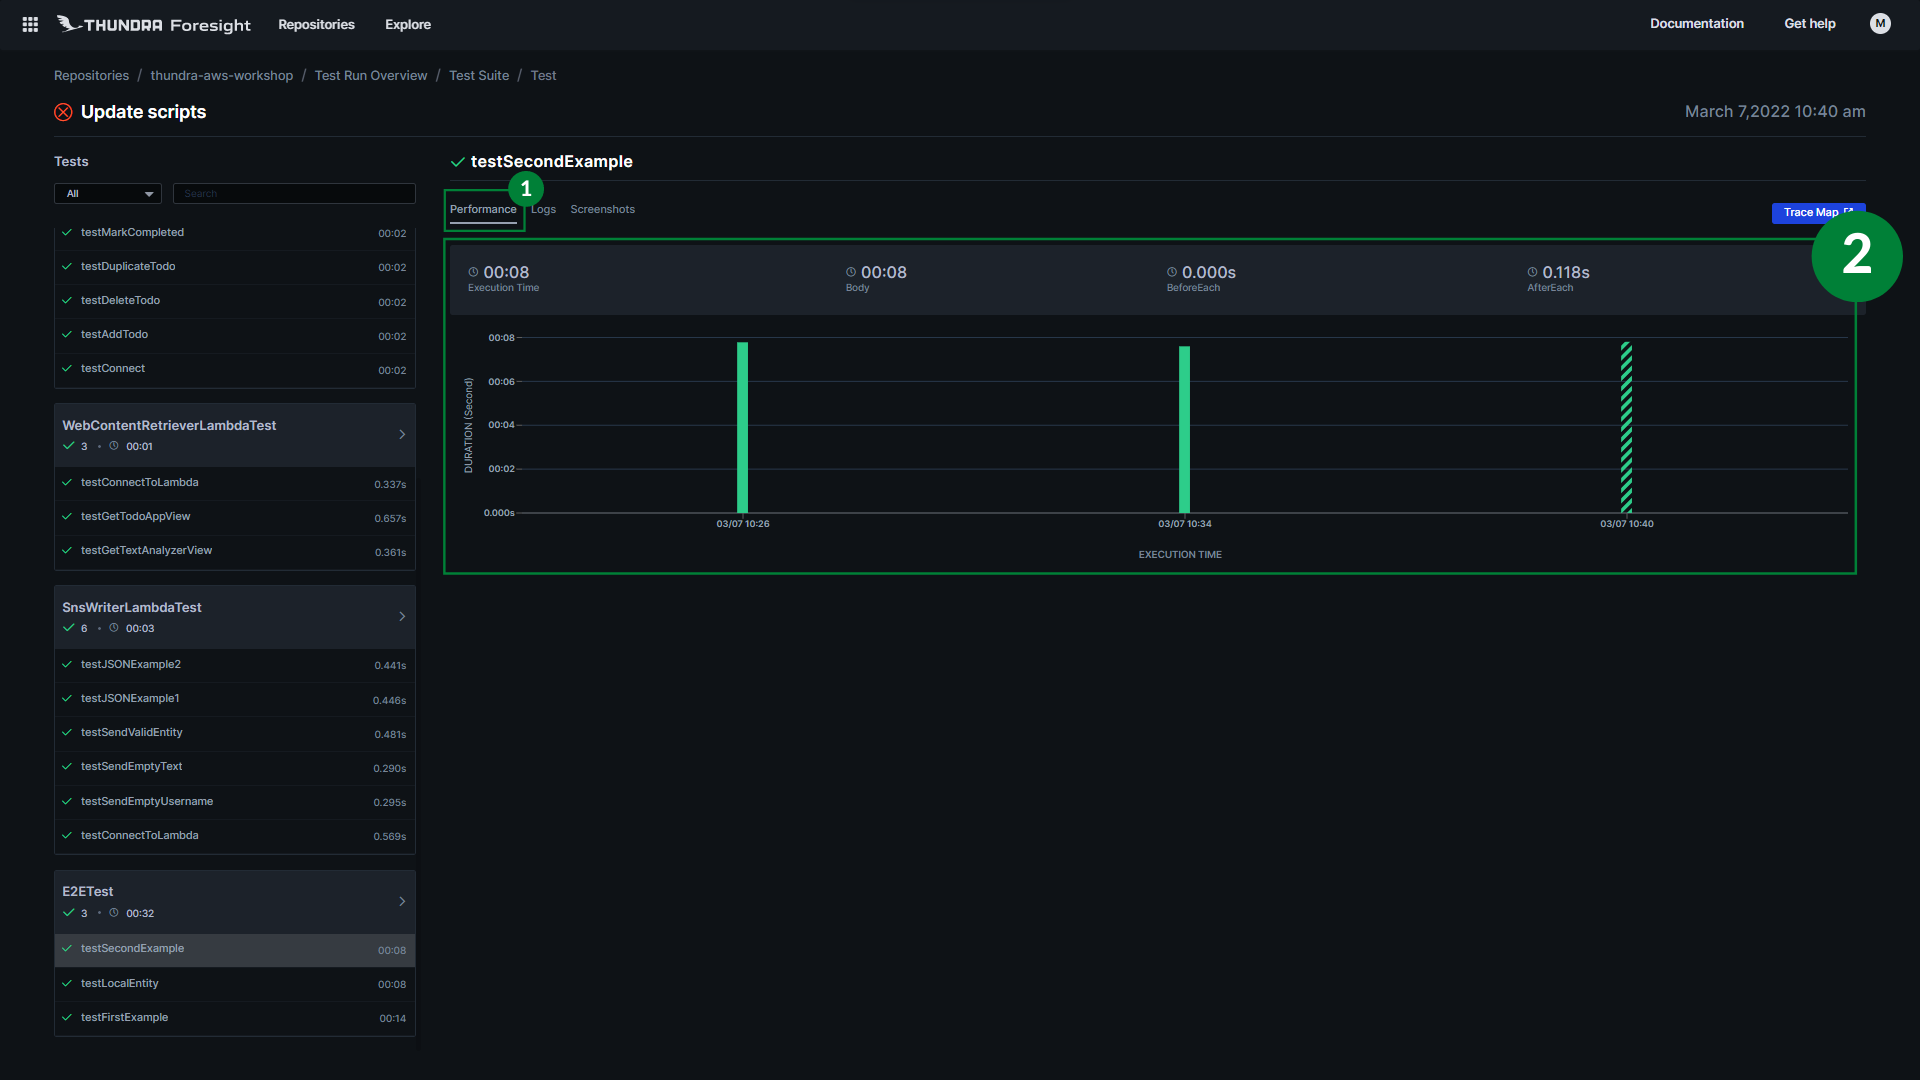 THUNDRA Foresight
Repositories
Explore
Documentation
Get help
M
Repositories / thundra-aws-workshop / Test Run Overview / Test Suite / Test
Update scripts
March 7,2022 10:40 am
Tests
All
Search
testMarkCompleted 00:02
testDuplicateTodo 00:02
testDeleteTodo 00:02
testAddTodo 00:02
testConnect 00:02
WebContentRetrieverLambdaTest
3 • 00:01
testConnectToLambda 0.337s
testGetTodoAppView 0.657s
testGetTextAnalyzerView 0.361s
SnsWriterLambdaTest
6 • 00:03
testJSONExample2 0.441s
testJSONExample1 0.446s
testSendValidEntity 0.481s
testSendEmptyText 0.290s
testSendEmptyUsername 0.295s
testConnectToLambda 0.569s
E2ETest
3 • 00:32
testSecondExample 00:08
testLocalEntity 00:08
testFirstExample 00:14
testSecondExample
1
Performance
Logs
Screenshots
Trace Map
2
00:08
Execution Time
00:08
Body
0.000s
BeforeEach
0.118s
AfterEach
DURATION (Second)
00:08
00:06
00:04
00:02
0.000s
03/07 10:26
03/07 10:34
03/07 10:40
EXECUTION TIME